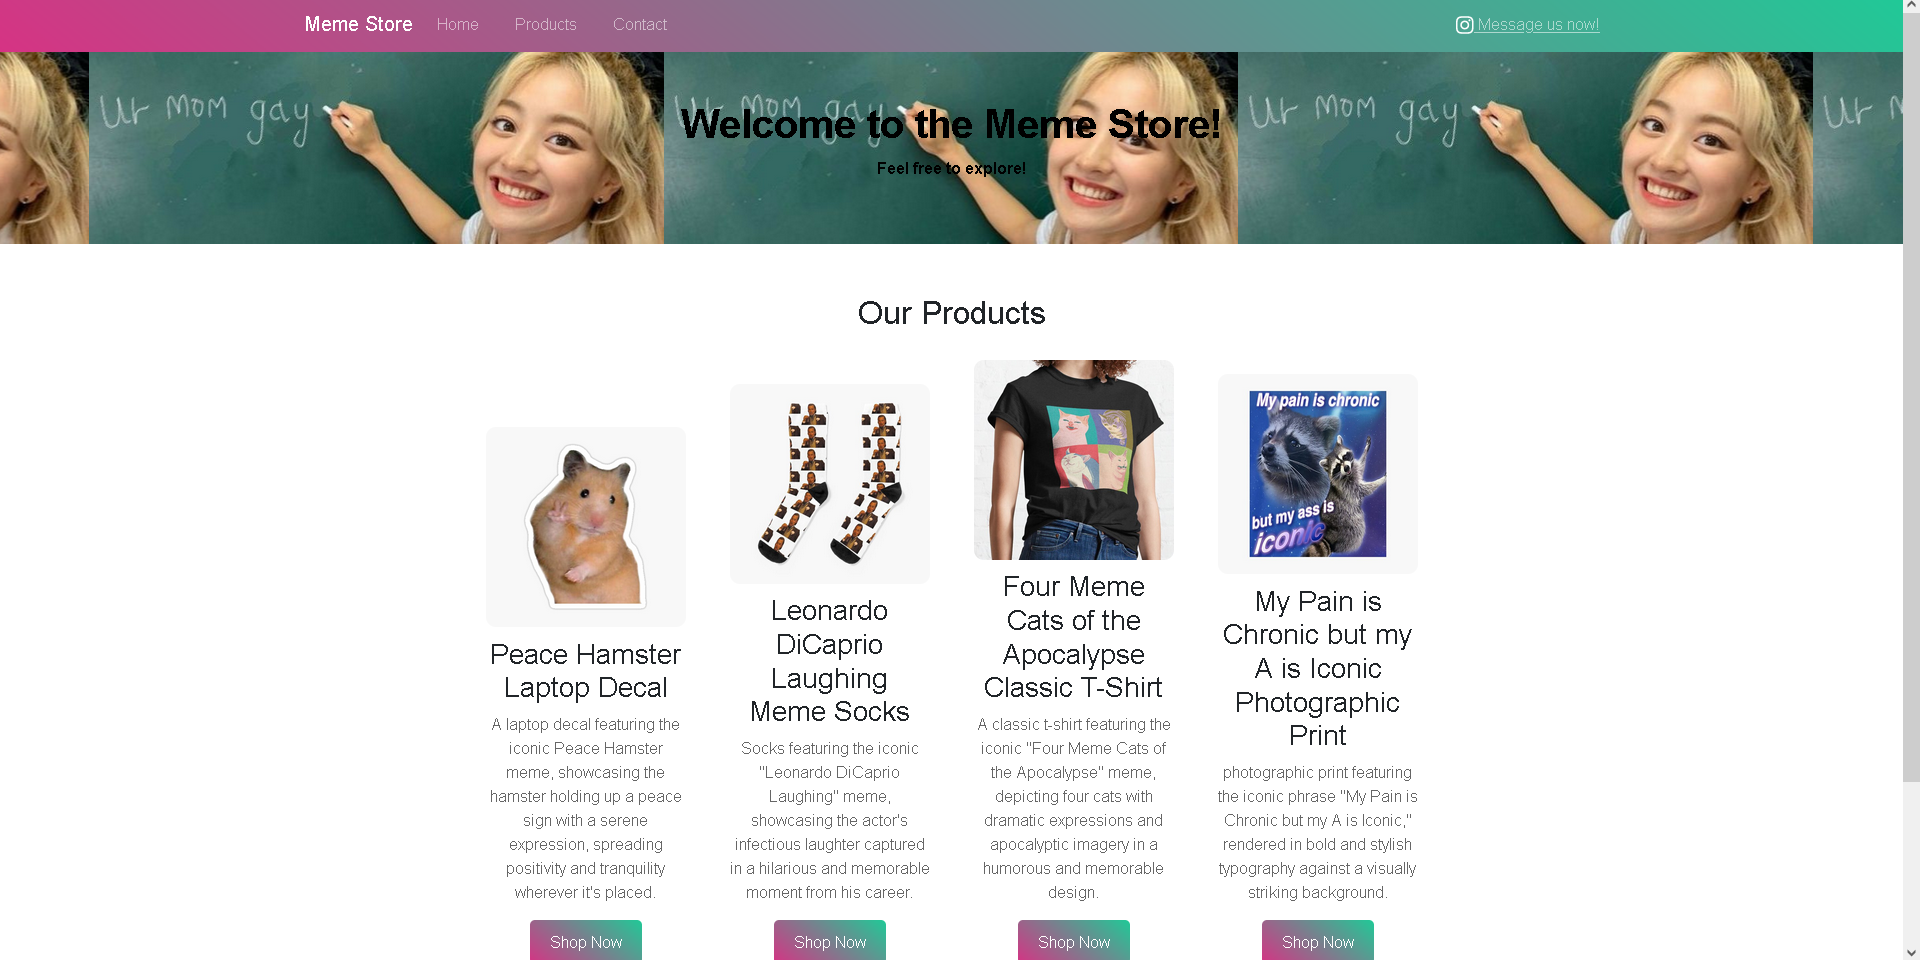 Meme Store Home Products Contact Message us now!
Ur mom gay Ur mom gay Ur mom gay
Welcome to the Meme Store!
Feel free to explore!
Our Products
Peace Hamster
Laptop Decal
A laptop decal featuring the
iconic Peace Hamster
meme, showcasing the
hamster holding up a peace
sign with a serene
expression, spreading
positivity and tranquility
wherever it's placed.
Shop Now
Leonardo
DiCaprio
Laughing
Meme Socks
Socks featuring the iconic
"Leonardo DiCaprio
Laughing" meme,
showcasing the actor's
infectious laughter captured
in a hilarious and memorable
moment from his career.
Shop Now
Four Meme
Cats of the
Apocalypse
Classic T-Shirt
A classic t-shirt featuring the
iconic "Four Meme Cats of
the Apocalypse" meme,
depicting four cats with
dramatic expressions and
apocalyptic imagery in a
humorous and memorable
design.
Shop Now
My pain is chronic
but my ass is
iconic
My Pain is
Chronic but my
A is Iconic
Photographic
Print
photographic print featuring
the iconic phrase "My Pain is
Chronic but my A is Iconic,"
rendered in bold and stylish
typography against a visually
striking background.
Shop Now